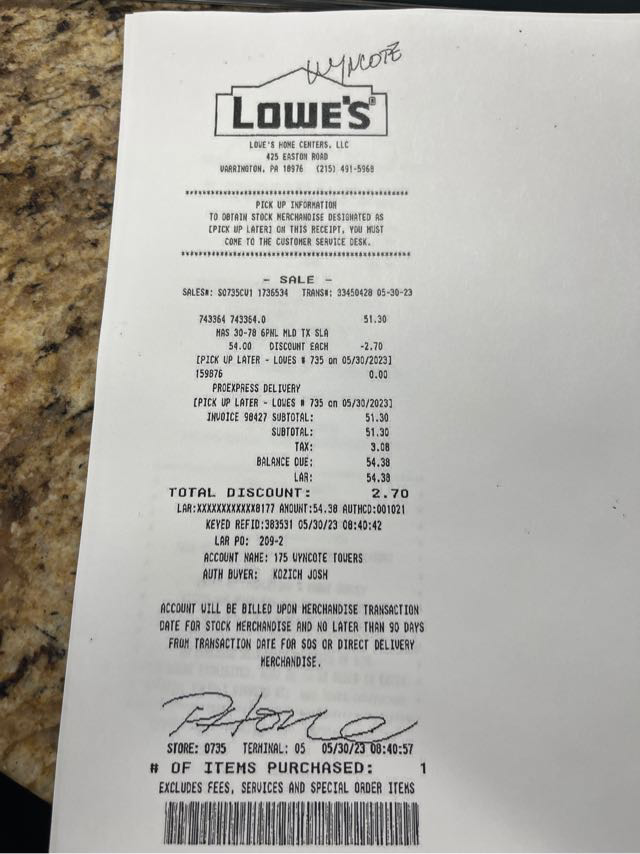 WYNCOTE
LOWE'S®
LOWE'S HOME CENTERS, LLC
425 EASTON ROAD
WARRINGTON, PA 18976 (215) 491-5968
PICK UP INFORMATION
TO OBTAIN STOCK MERCHANDISE DESIGNATED AS
[PICK UP LATER] ON THIS RECEIPT, YOU MUST
COME TO THE CUSTOMER SERVICE DESK.
- SALE -
SALES#: S0735CU1 1736534 TRANS#: 33450428 05-30-23
743364 743364.0 51.30
MAS 30-78 6PNL MLD TX SLA
54.00 DISCOUNT EACH -2.70
[PICK UP LATER - LOWES # 735 on 05/30/2023]
159876 0.00
PROEXPRESS DELIVERY
[PICK UP LATER - LOWES # 735 on 05/30/2023]
INVOICE 98427 SUBTOTAL: 51.30
SUBTOTAL: 51.30
TAX: 3.08
BALANCE DUE: 54.38
LAR: 54.38
TOTAL DISCOUNT: 2.70
LAR:XXXXXXXXXXXX8177 AMOUNT:54.38 AUTHCD:001021
KEYED REFID:383531 05/30/23 08:40:42
LAR PO: 209-2
ACCOUNT NAME: 175 WYNCOTE TOWERS
AUTH BUYER: KOZICH JOSH
ACCOUNT WILL BE BILLED UPON MERCHANDISE TRANSACTION
DATE FOR STOCK MERCHANDISE AND NO LATER THAN 90 DAYS
FROM TRANSACTION DATE FOR SOS OR DIRECT DELIVERY
MERCHANDISE.
PHONE
STORE: 0735 TERMINAL: 05 05/30/23 08:40:57
# OF ITEMS PURCHASED: 1
EXCLUDES FEES, SERVICES AND SPECIAL ORDER ITEMS